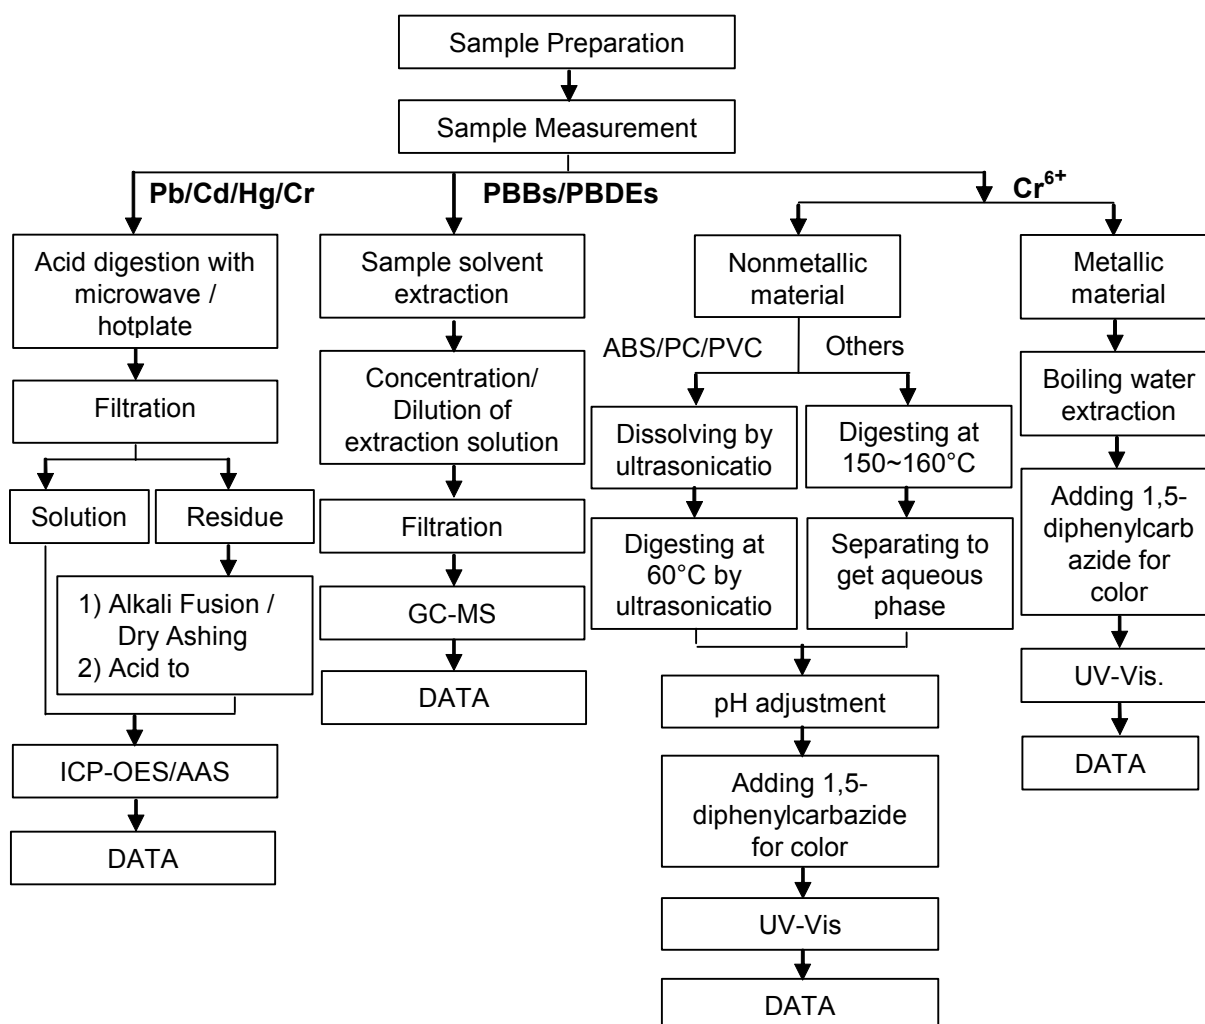 Sample Preparation
Sample Measurement
Pb/Cd/Hg/Cr
PBBs/PBDEs
Cr6+
Acid digestion with
microwave /
hotplate
Filtration
Solution
Residue
1) Alkali Fusion /
Dry Ashing
2) Acid to
ICP-OES/AAS
DATA
Sample solvent
extraction
Concentration/
Dilution of
extraction solution
Filtration
GC-MS
DATA
Nonmetallic
material
ABS/PC/PVC
Others
Dissolving by
ultrasonicatio
Digesting at
60°C by
ultrasonicatio
Digesting at
150~160°C
Separating to
get aqueous
phase
pH adjustment
Adding 1,5-
diphenylcarbazide
for color
UV-Vis
DATA
Metallic
material
Boiling water
extraction
Adding 1,5-
diphenylcarb
azide for
color
UV-Vis.
DATA